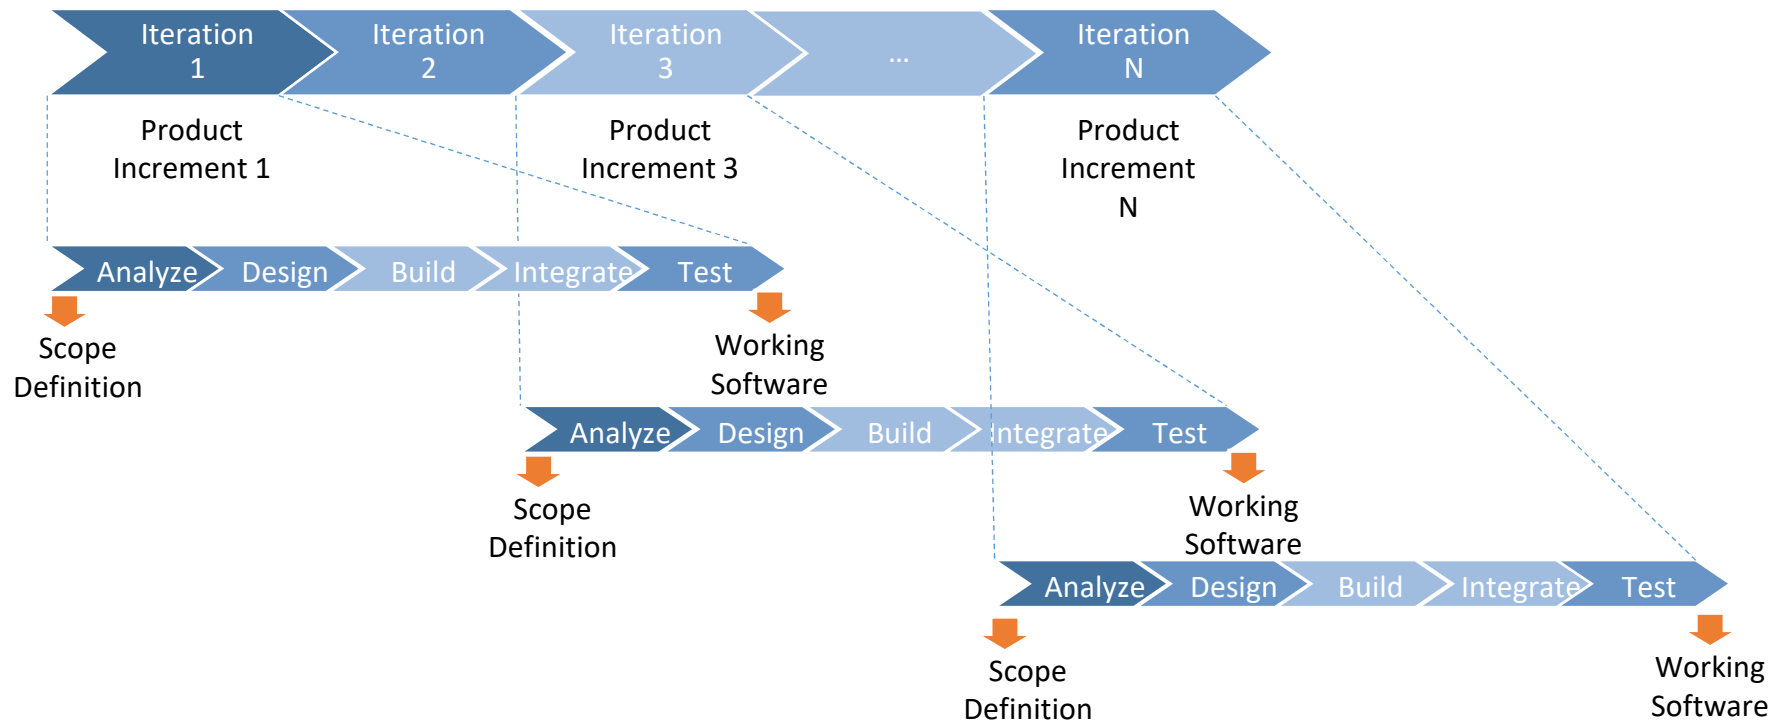 Iteration
1
Iteration
2
Iteration
3
...
Iteration
N
Product
Increment 1
Product
Increment 3
Product
Increment
N
Analyze
Design
Build
Integrate
Test
Scope
Definition
Working
Software
Analyze
Design
Build
Integrate
Test
Scope
Definition
Working
Software
Analyze
Design
Build
Integrate
Test
Scope
Definition
Working
Software